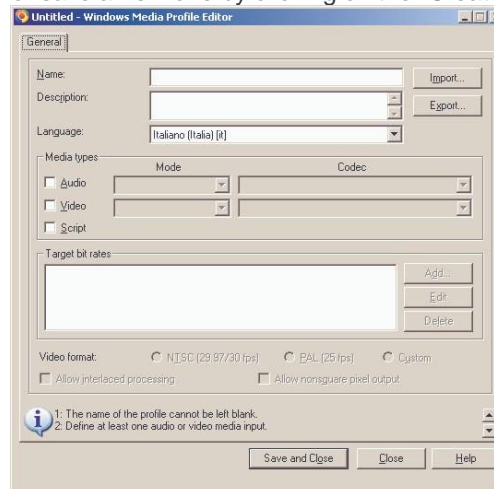 Untitled - Windows Media Profile Editor
General
Name:
Import...
Description:
Export...
Language:
Italiano (Italia) [it]
Media types
Mode
Codec
Audio
Video
Script
Target bit rates
Add...
Edit
Delete
Video format:
NTSC (29.97/30 fps)
PAL (25 fps)
Custom
Allow interlaced processing
Allow nonsquare pixel output
1: The name of the profile cannot be left blank.
2: Define at least one audio or video media input.
Save and Close
Close
Help